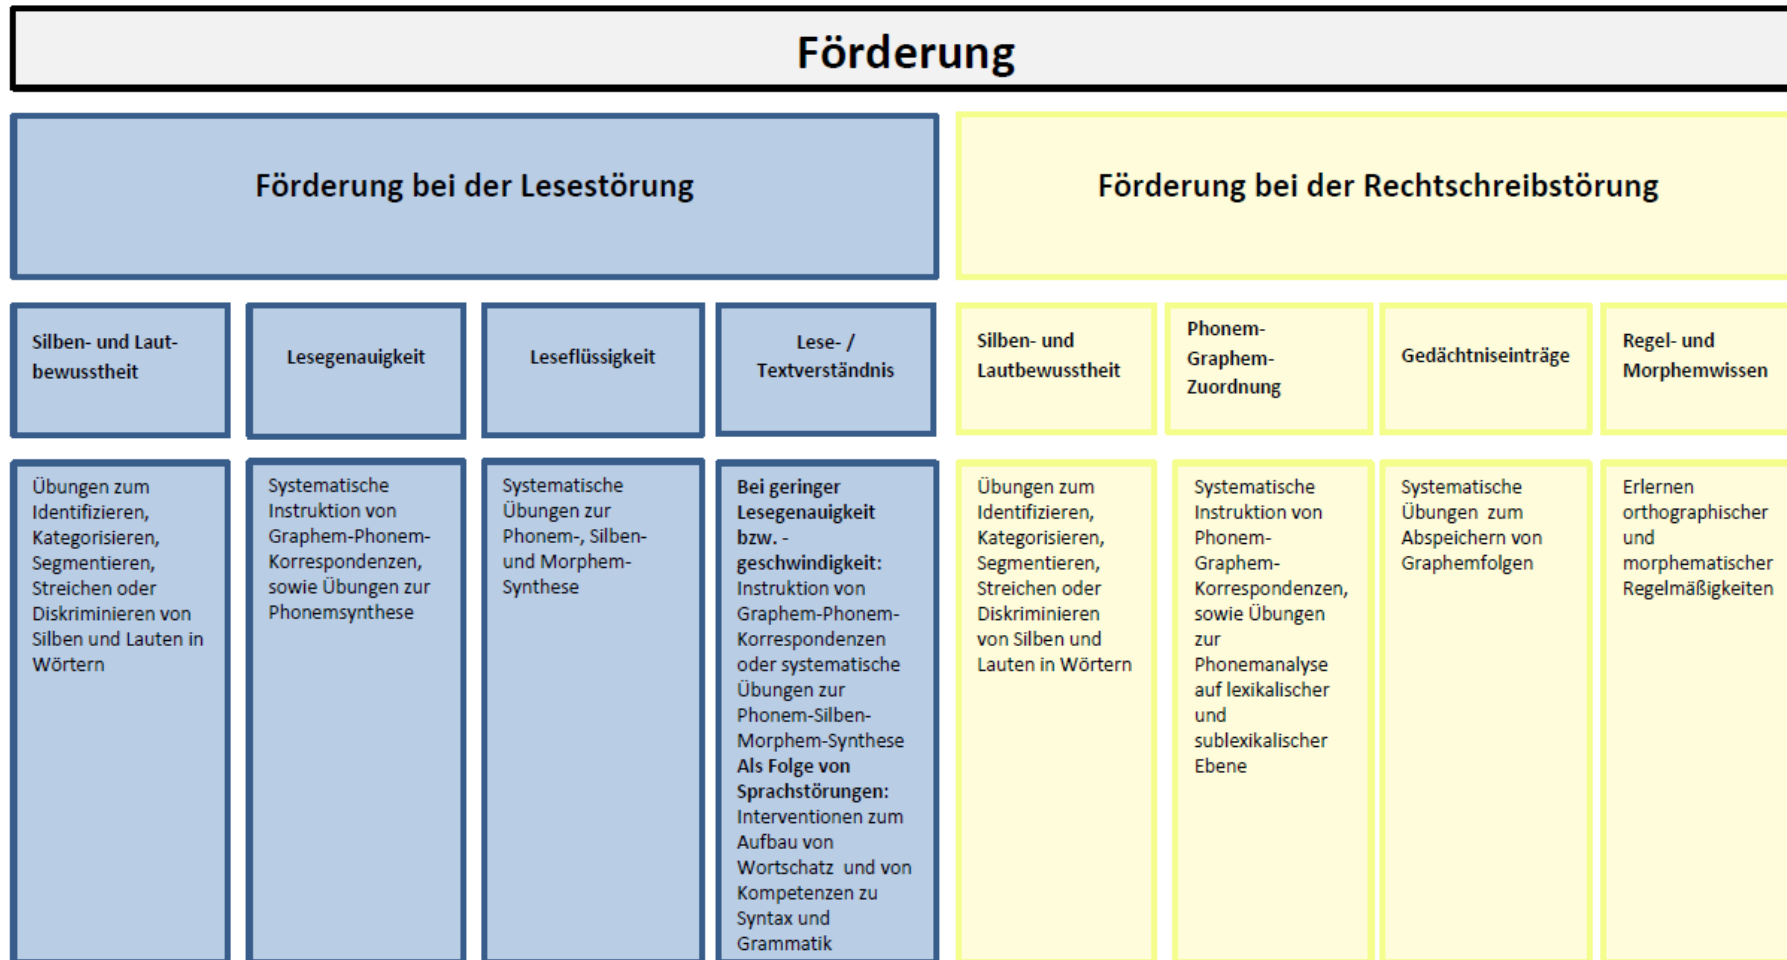 Förderung
Förderung bei der Lesestörung
Förderung bei der Rechtschreibstörung
Silben- und Laut-
bewusstheit
Lesegenauigkeit
Leseflüssigkeit
Lese- /
Textverständnis
Silben- und
Lautbewusstheit
Phonem-
Graphem-
Zuordnung
Gedächtniseinträge
Regel- und
Morphemwissen
Übungen zum
Identifizieren,
Kategorisieren,
Segmentieren,
Streichen oder
Diskriminieren von
Silben und Lauten in
Wörtern
Systematische
Instruktion von
Graphem-Phonem-
Korrespondenzen,
sowie Übungen zur
Phonemsynthese
Systematische
Übungen zur
Phonem-, Silben-
und Morphem-
Synthese
Bei geringer
Lesegenauigkeit
bzw. -
geschwindigkeit:
Instruktion von
Graphem-Phonem-
Korrespondenzen
oder systematische
Übungen zur
Phonem-Silben-
Morphem-Synthese
Als Folge von
Sprachstörungen:
Interventionen zum
Aufbau von
Wortschatz und von
Kompetenzen zu
Syntax und
Grammatik
Übungen zum
Identifizieren,
Kategorisieren,
Segmentieren,
Streichen oder
Diskriminieren
von Silben und
Lauten in Wörtern
Systematische
Instruktion von
Phonem-
Graphem-
Korrespondenzen,
sowie Übungen
zur
Phonemanalyse
auf lexikalischer
und
sublexikalischer
Ebene
Systematische
Übungen zum
Abspeichern von
Graphemfolgen
Erlernen
orthographischer
und
morphematischer
Regelmäßigkeiten